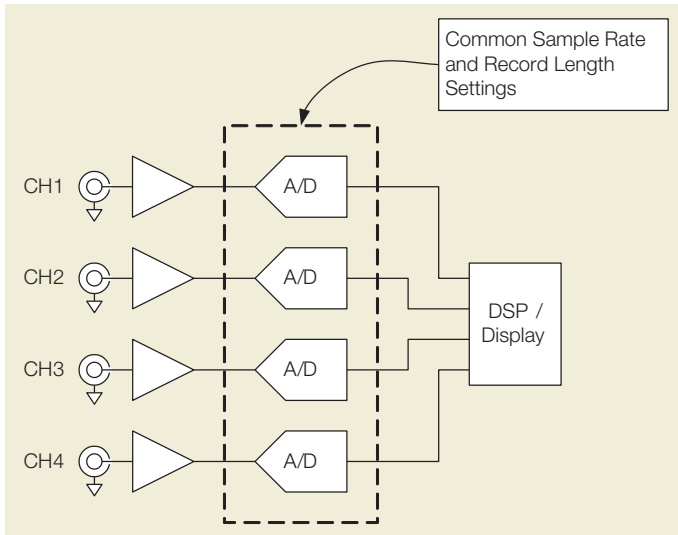 Common Sample Rate
and Record Length
Settings
CH1
A/D
CH2
A/D
DSP /
Display
CH3
A/D
CH4
A/D